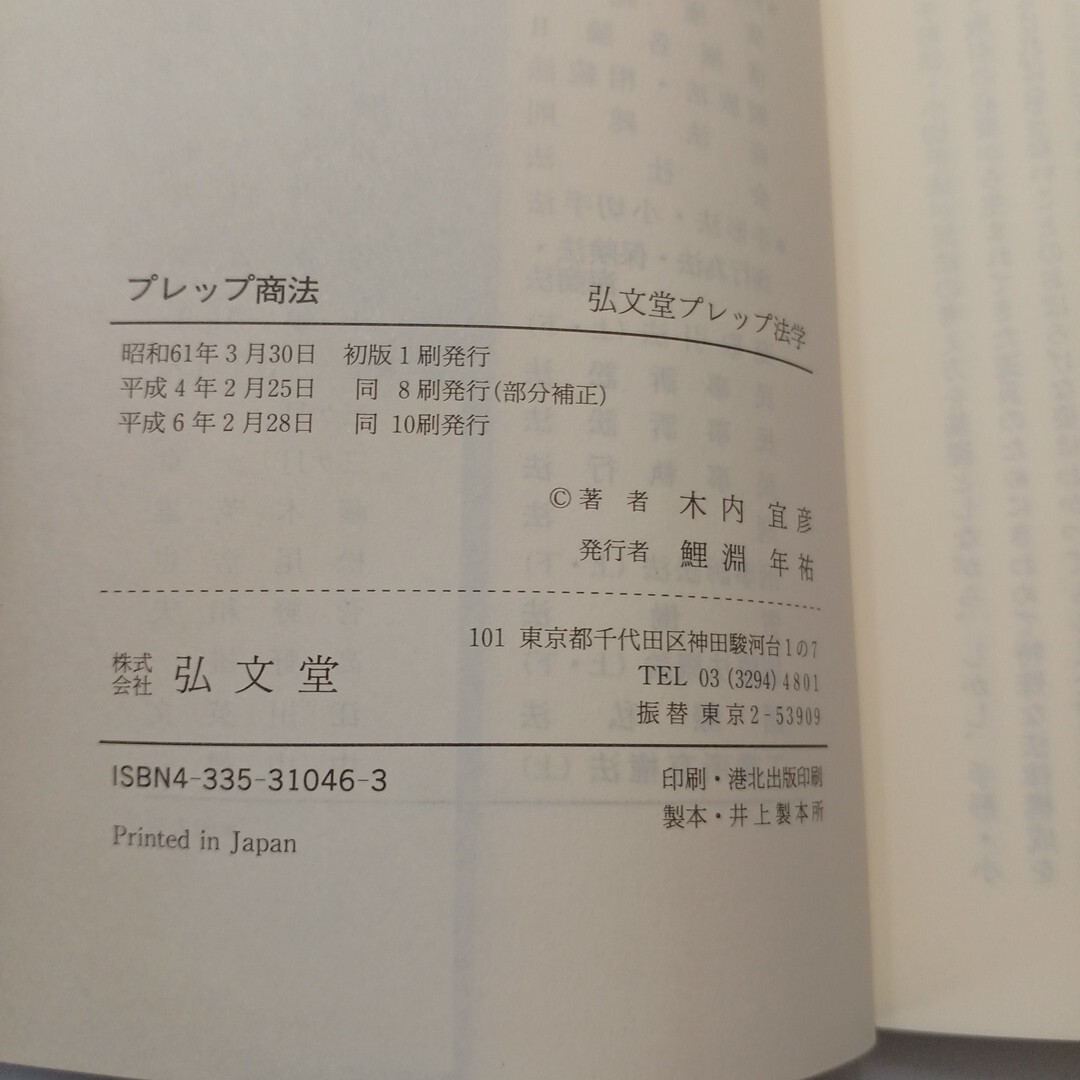 プレップ商法
弘文堂プレップ法学
昭和61年3月30日 初版1刷発行
平成4年2月25日 同 8刷発行(部分補正)
平成6年2月28日 同 10刷発行
©著者 木内宜彦
発行者 鯉淵年祐
株式会社 弘文堂
101 東京都千代田区神田駿河台1の7
TEL 03(3294)4801
振替 東京2-53909
ISBN4-335-31046-3
印刷・港北出版印刷
製本・井上製本所
Printed in Japan